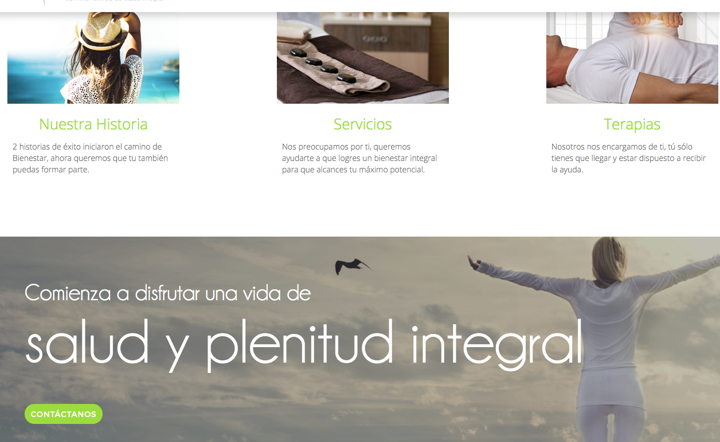 Nuestra Historia
2 historias de éxito iniciaron el camino de
Bienestar, ahora queremos que tu también
puedas formar parte.
Servicios
Nos preocupamos por ti, queremos
ayudarte a que logres un bienestar integral
para que alcances tu máximo potencial.
Terapias
Nosotros nos encargamos de ti, tú sólo
tienes que llegar y estar dispuesto a recibir
la ayuda.
Comienza a disfrutar una vida de
salud y plenitud integral
CONTÁCTANOS